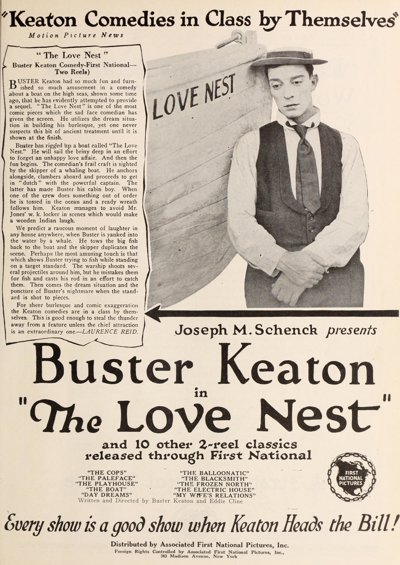 "Keaton Comedies in Class by Themselves"
Motion Picture News
"The Love Nest"
Buster Keaton Comedy-First National—
Two Reels)
BUSTER Keaton had so much fun and furn-
ished so much amusement in a comedy
about a boat on the high seas, shown some time
ago, that he has evidently attempted to provide
a sequel. "The Love Nest" is one of the most
comic pieces which the sad face comedian has
given the screen. He utilizes the dream situa-
tion in building his burlesque, yet one never
suspects this bit of ancient treatment until it is
shown at the finish.
Buster has rigged up a boat called "The Love
Nest." He will sail the briny deep in an effort
to forget an unhappy love affair. And then the
fun begins. The comedian's frail craft is sighted
by the skipper of a whaling boat. He anchors
alongside, clambers aboard and proceeds to get
in "dutch" with the powerful captain. The
latter has made Buster his cabin boy. When
one of the crew does something out of order
he is tossed in the ocean and a ready wreath
follows him. Keaton manages to avoid Mr.
Jones' w. k. locker in scenes which would make
a wooden Indian laugh.
We predict a raucous moment of laughter in
any house anywhere, when Buster is yanked into
the water by a whale. He tows the big fish
back to the boat and the skipper duplicates the
scene. Perhaps the most amusing touch is that
which shows Buster trying to fish while standing
on a target standard. The warship shoots sev-
eral projectiles around him, but he mistakes them
for fish and casts his rod in an effort to catch
them. Then comes the dream situation and the
puncture of Buster's nightmare when the stand-
ard is shot to pieces.
For sheer burlesque and comic exaggeration
the Keaton comedies are in a class by them-
selves. This is good enough to steal the thunder
away from a feature unless the chief attraction
is an extraordinary one.—LAURENCE REID.
LOVE NEST
Joseph M. Schenck presents
Buster Keaton
in
"The Love Nest"
and 10 other 2-reel classics
released through First National
"THE COPS"
"THE PALEFACE"
"THE PLAYHOUSE"
"THE BOAT"
"DAY DREAMS"
"THE BALLOONATIC"
"THE BLACKSMITH"
"THE FROZEN NORTH"
"THE ELECTRIC HOUSE"
"MY WIFE'S RELATIONS"
Written and Directed by Buster Keaton and Eddie Cline
FIRST
NATIONAL
PICTURES
Every show is a good show when Keaton Heads the Bill!
Distributed by Associated First National Pictures, Inc.
Foreign Rights Controlled by Associated First National Pictures, Inc.,
383 Madison Avenue, New York